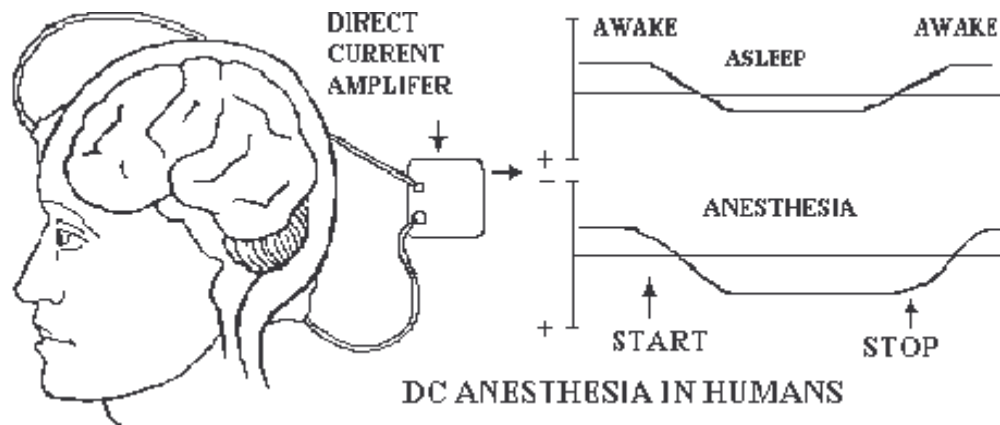 DIRECT
CURRENT
AMPLIFER
AWAKE
AWAKE
ASLEEP
+
−
ANESTHESIA
+
START
STOP
DC ANESTHESIA IN HUMANS